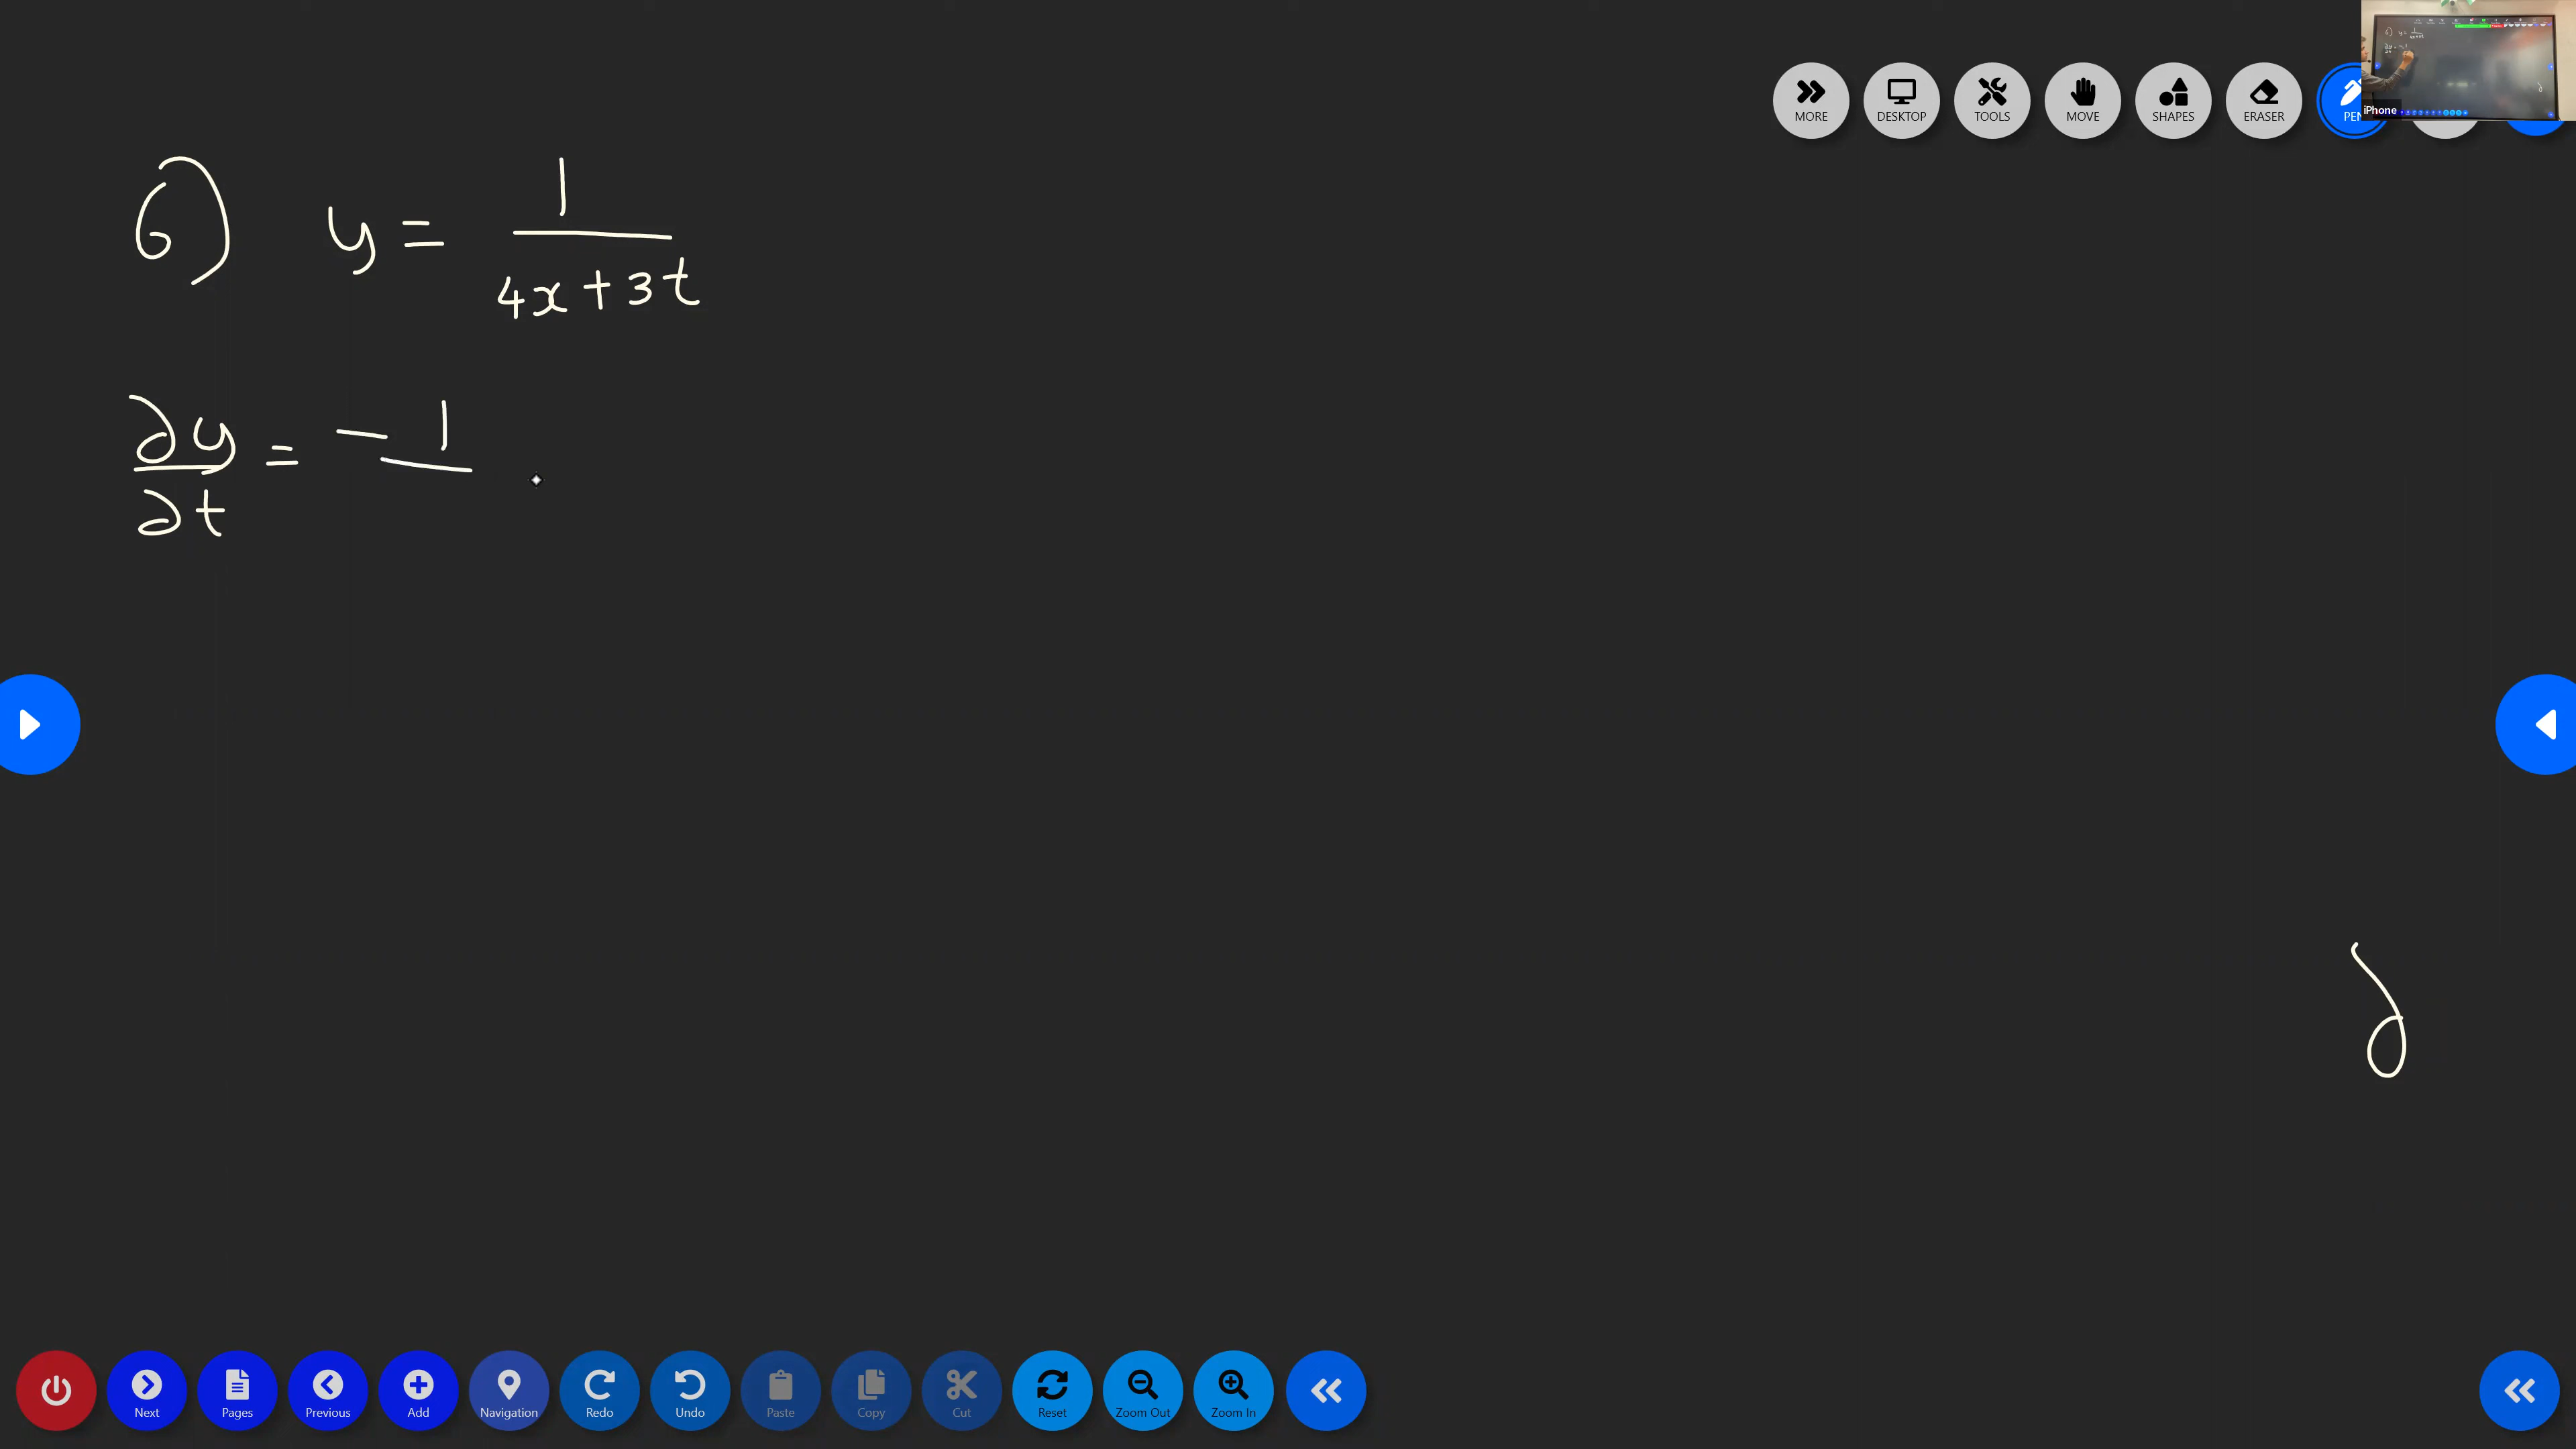 MORE DESKTOP TOOLS MOVE SHAPES ERASER PEN
iPhone
6) y = 1/(4x + 3t)
∂y/∂t = -1/
∂
Next Pages Previous Add Navigation Redo Undo Paste Copy Cut Reset Zoom Out Zoom In